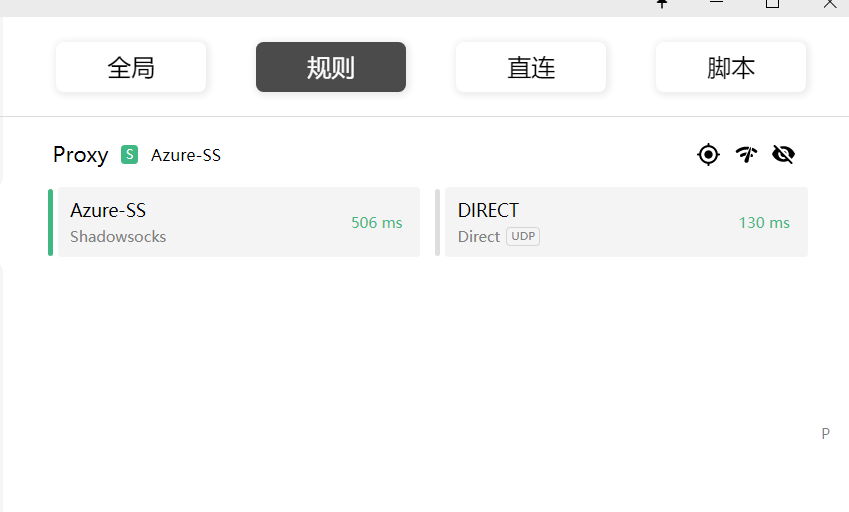 全局 规则 直连 脚本
Proxy S Azure-SS
Azure-SS
Shadowsocks
506 ms
DIRECT
Direct UDP
130 ms
P